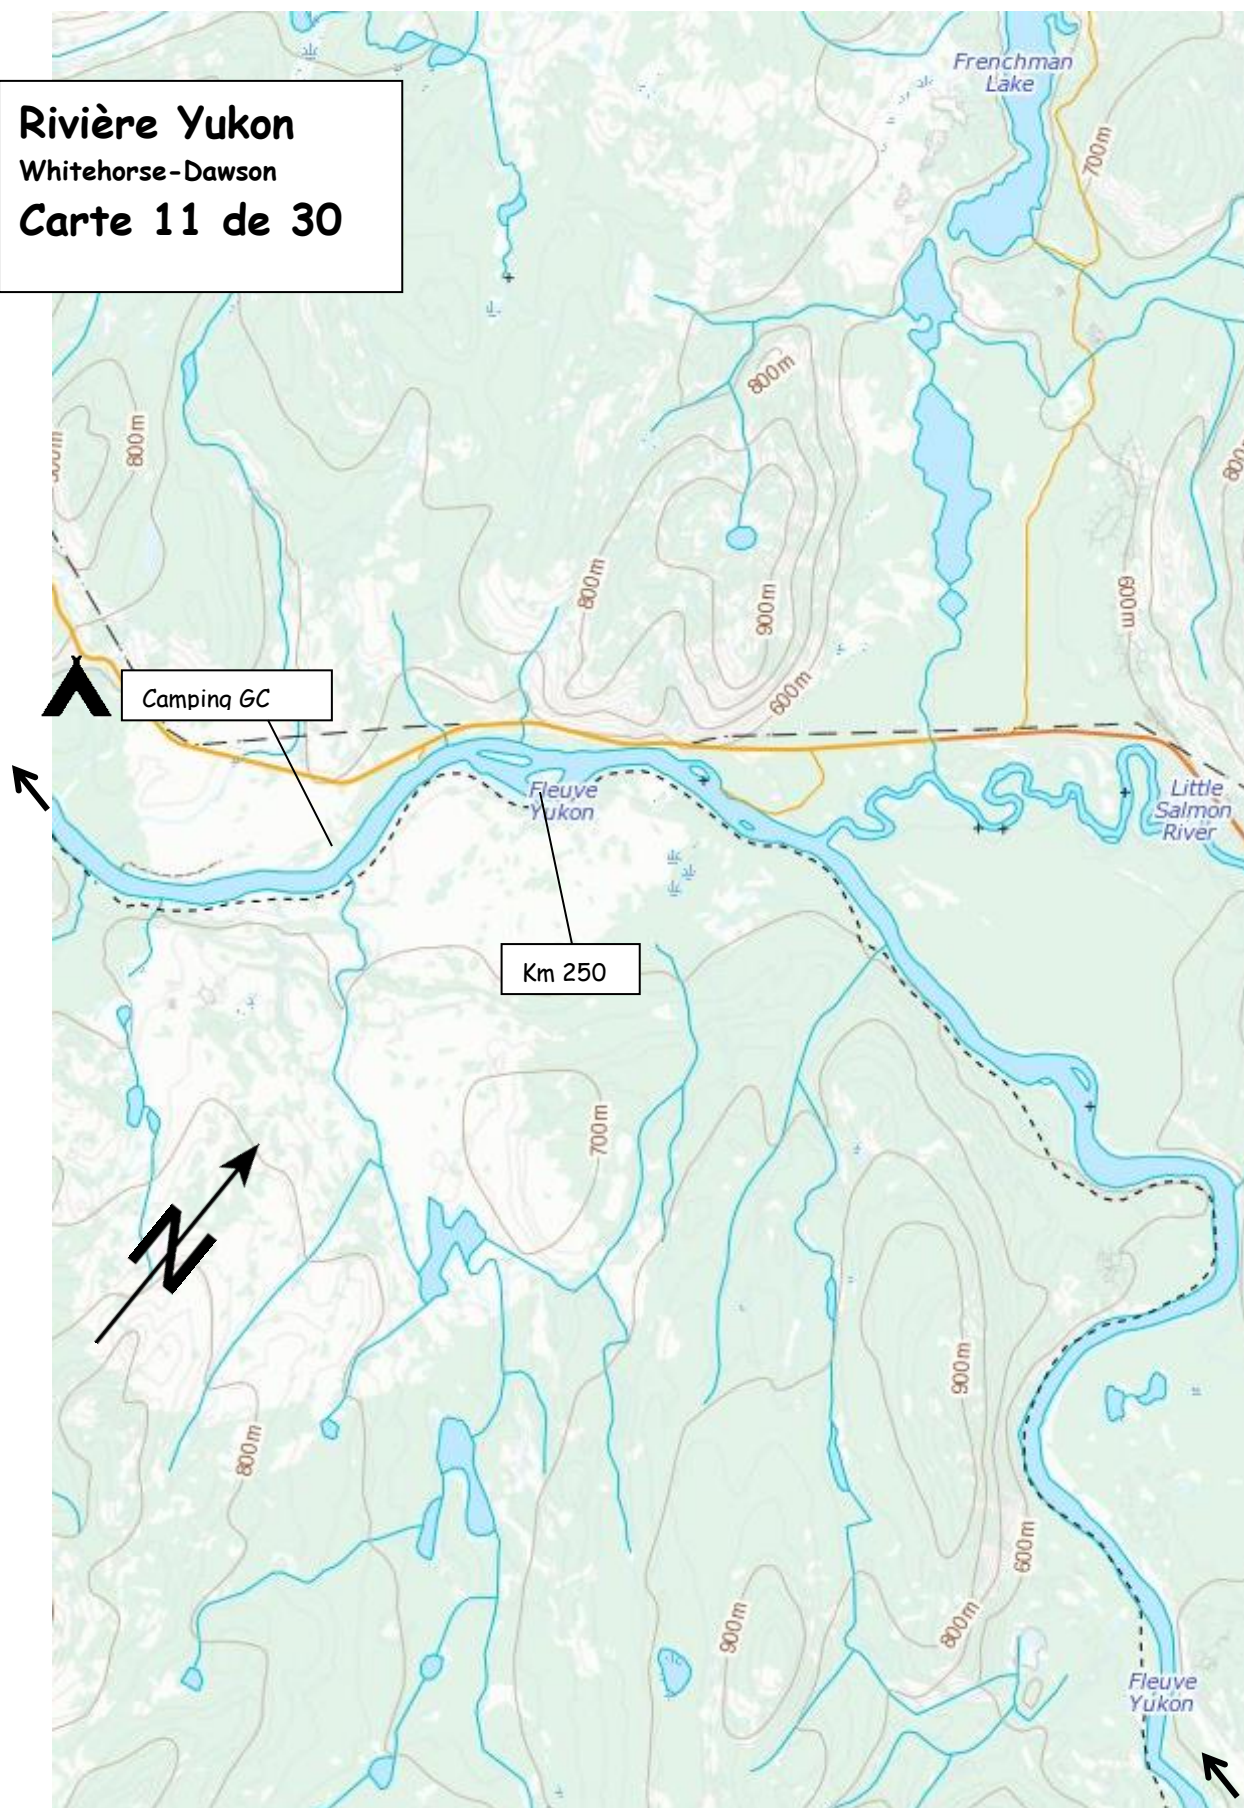 Rivière Yukon
Whitehorse-Dawson
Carte 11 de 30
Frenchman
Lake
700m
800m
800m
800m
800m
900m
600m
600m
Camping GC
Fleuve
Yukon
Little
Salmon
River
Km 250
700m
N
900m
800m
600m
900m
800m
Fleuve
Yukon